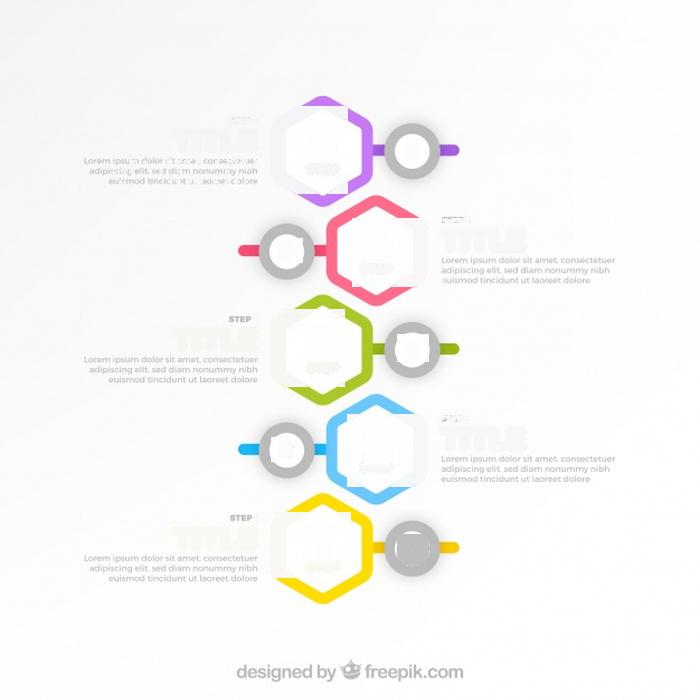 TITLE
Lorem ipsum dolor sit amet, consectetuer
adipiscing elit, sed diam nonummy nibh
euismod tincidunt ut laoreet dolore
TITLE
Lorem ipsum dolor sit amet, consectetuer
adipiscing elit, sed diam nonummy nibh
euismod tincidunt ut laoreet dolore
STEP
TITLE
Lorem ipsum dolor sit amet, consectetuer
adipiscing elit, sed diam nonummy nibh
euismod tincidunt ut laoreet dolore
TITLE
Lorem ipsum dolor sit amet, consectetuer
adipiscing elit, sed diam nonummy nibh
euismod tincidunt ut laoreet dolore
STEP
TITLE
Lorem ipsum dolor sit amet, consectetuer
adipiscing elit, sed diam nonummy nibh
euismod tincidunt ut laoreet dolore
designed by freepik.com